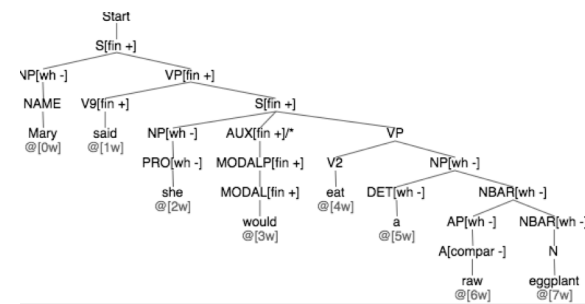 Start
S[fin +]
NP[wh -] VP[fin +]
NAME V9[fin +] S[fin +]
Mary said NP[wh -] AUX[fin +]/* VP
@[0w] @[1w]
PRO[wh -] MODALP[fin +] V2 NP[wh -]
she MODAL[fin +] eat DET[wh -] NBAR[wh -]
@[2w] @[4w]
would a AP[wh -] NBAR[wh -]
@[3w] @[5w]
A[compar -] N
raw eggplant
@[6w] @[7w]